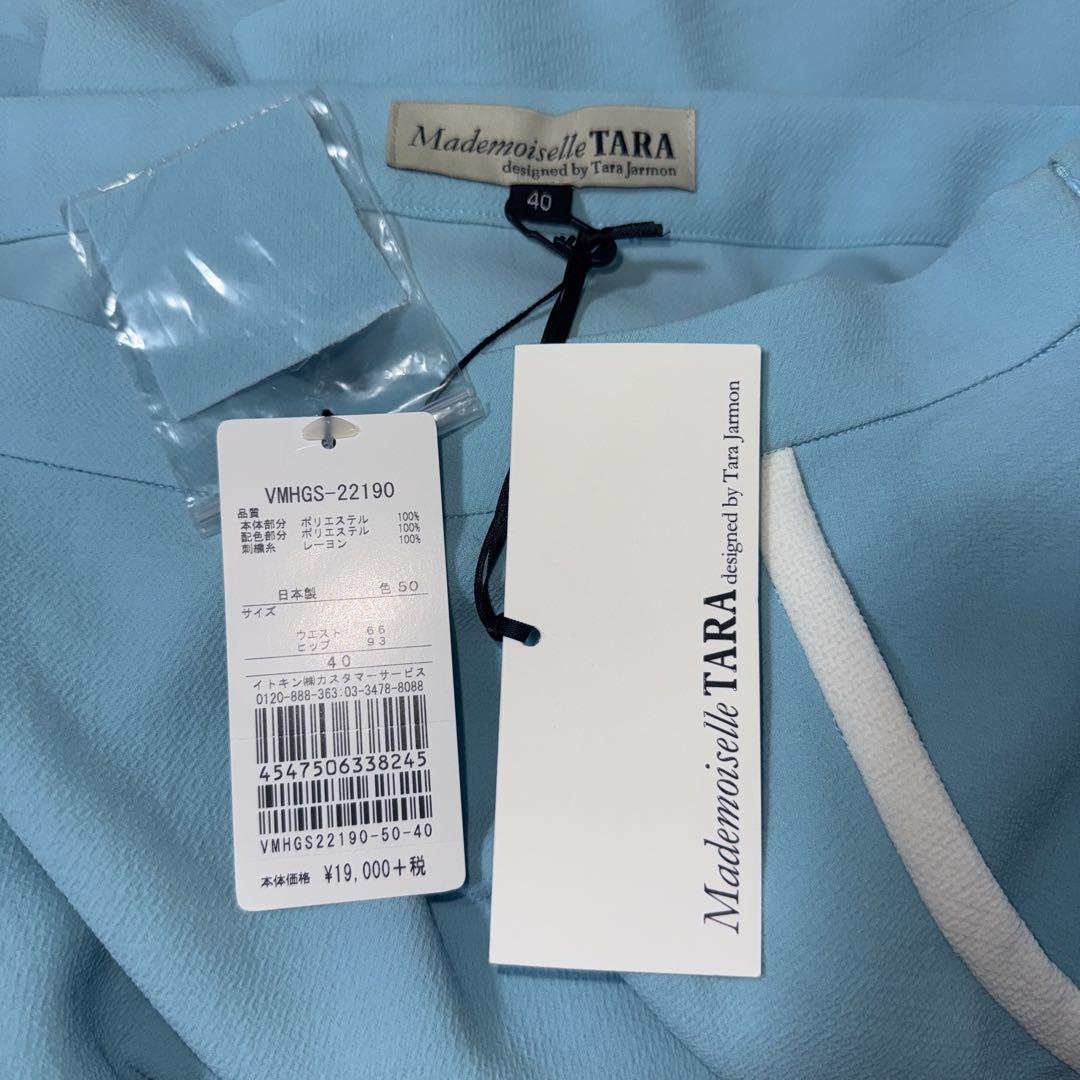 Mademoiselle TARA
designed by Tara Jarmon
40
VMHGS-22190
品質
本体部分 ポリエステル 100%
配色部分 ポリエステル 100%
刺繍糸 レーヨン 100%
日本製 色 50
サイズ
ウエスト 66
ヒップ 93
40
イトキン㈱カスタマーサービス
0120-888-363:03-3478-8088
4547506338245
VMHGS22190-50-40
本体価格 ¥19,000+税
Mademoiselle TARA designed by Tara Jarmon